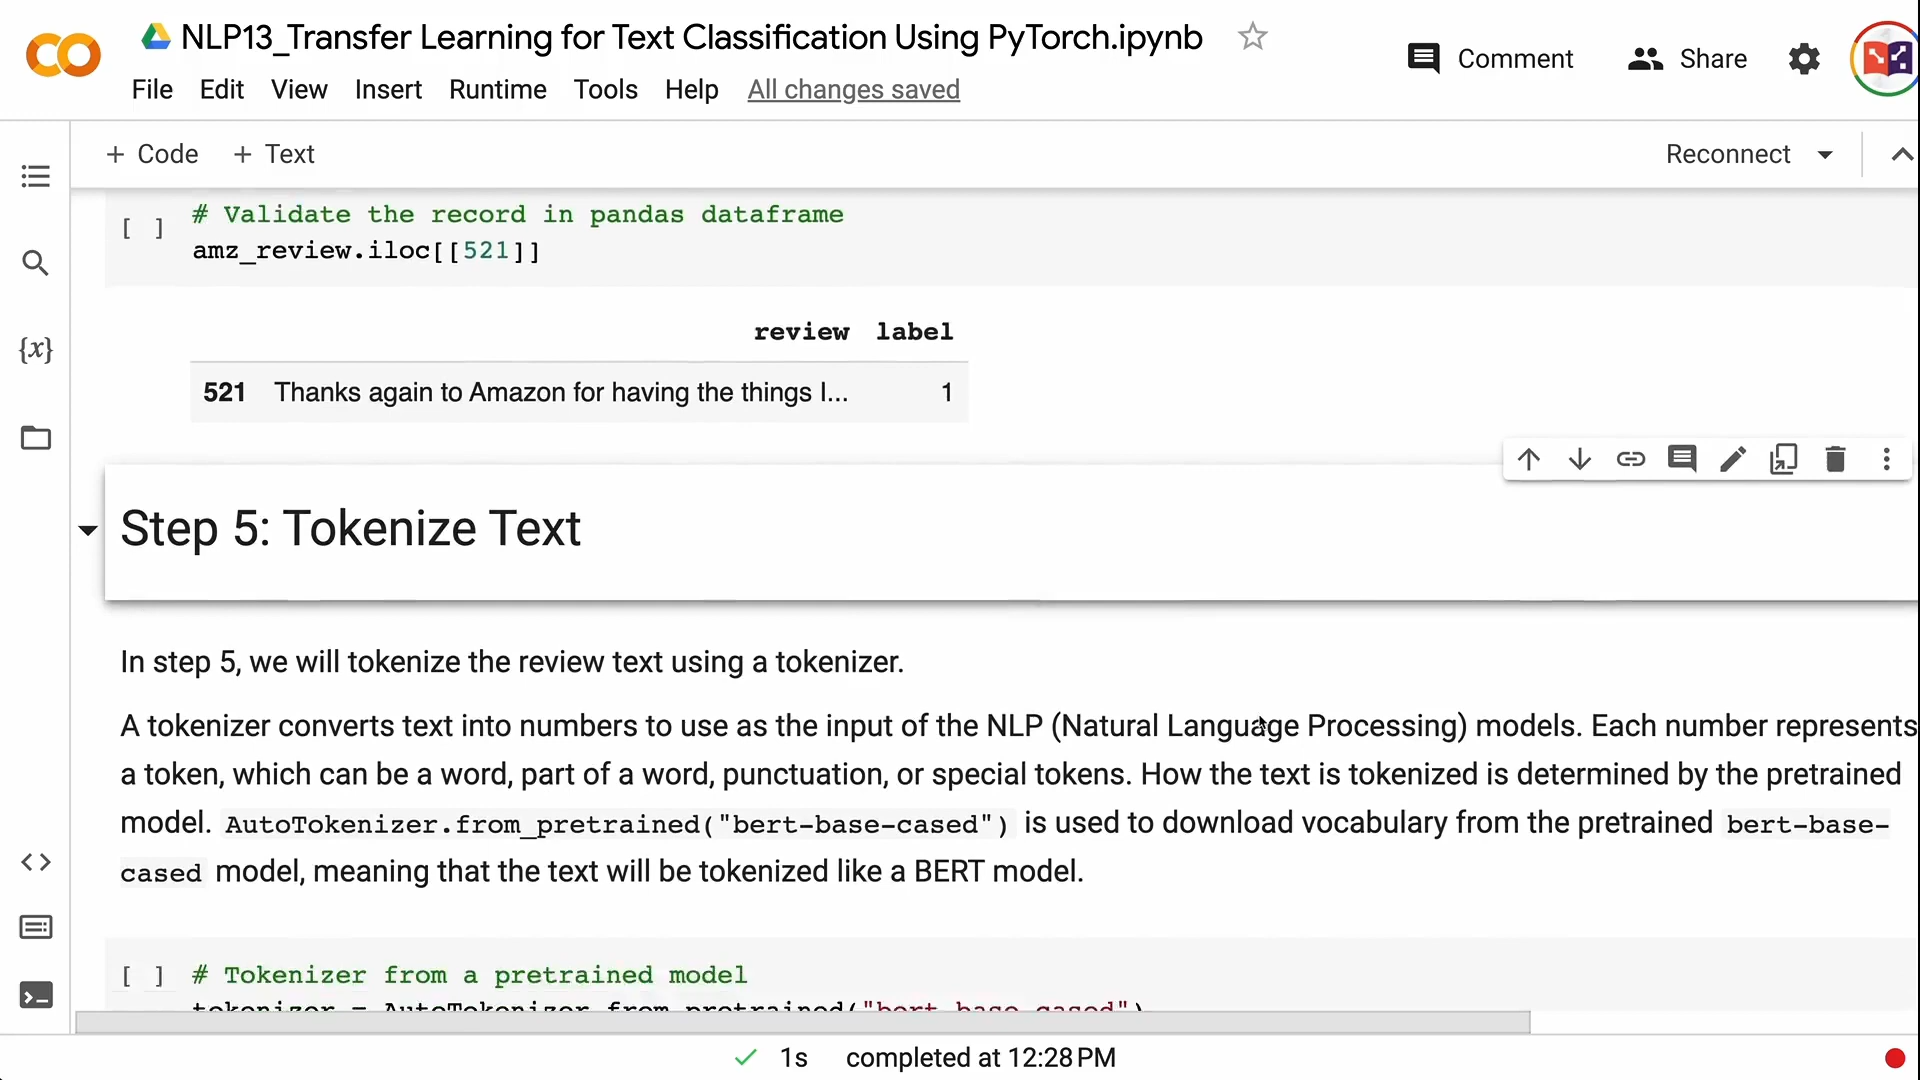 NLP13_Transfer Learning for Text Classification Using PyTorch.ipynb
Comment
Share
File Edit View Insert Runtime Tools Help All changes saved
+ Code + Text
Reconnect
[ ] # Validate the record in pandas dataframe
amz_review.iloc[[521]]
review label
521 Thanks again to Amazon for having the things I... 1
{x}
Step 5: Tokenize Text
In step 5, we will tokenize the review text using a tokenizer.
A tokenizer converts text into numbers to use as the input of the NLP (Natural Language Processing) models. Each number represents
a token, which can be a word, part of a word, punctuation, or special tokens. How the text is tokenized is determined by the pretrained
model. AutoTokenizer.from_pretrained("bert-base-cased") is used to download vocabulary from the pretrained bert-base-
cased model, meaning that the text will be tokenized like a BERT model.
[ ] # Tokenizer from a pretrained model
tokenizer = AutoTokenizer.from_pretrained("bert-base-cased")
1s completed at 12:28 PM